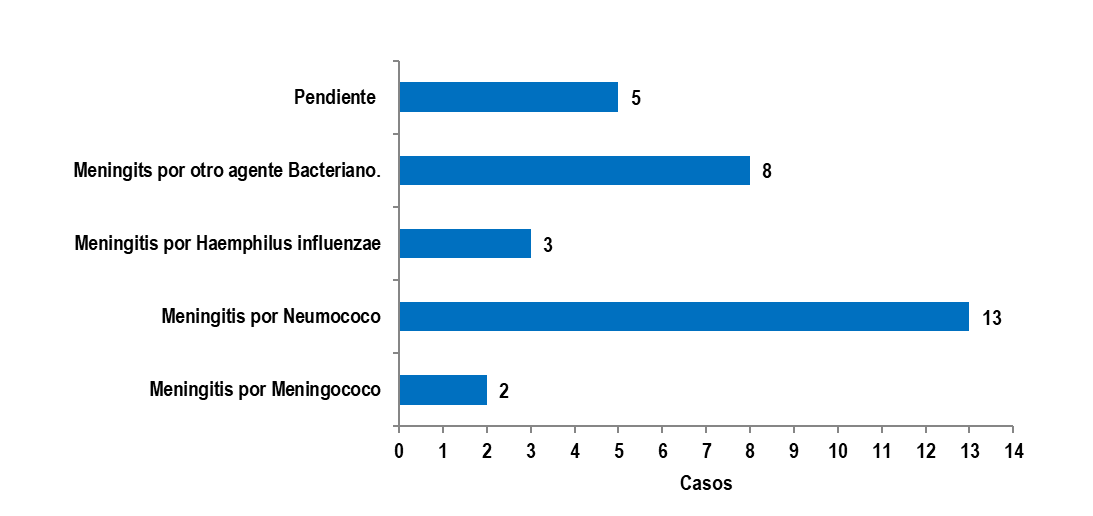 Pendiente 5
Meningits por otro agente Bacteriano. 8
Meningitis por Haemphilus influenzae 3
Meningitis por Neumococo 13
Meningitis por Meningococo 2
0 1 2 3 4 5 6 7 8 9 10 11 12 13 14
Casos